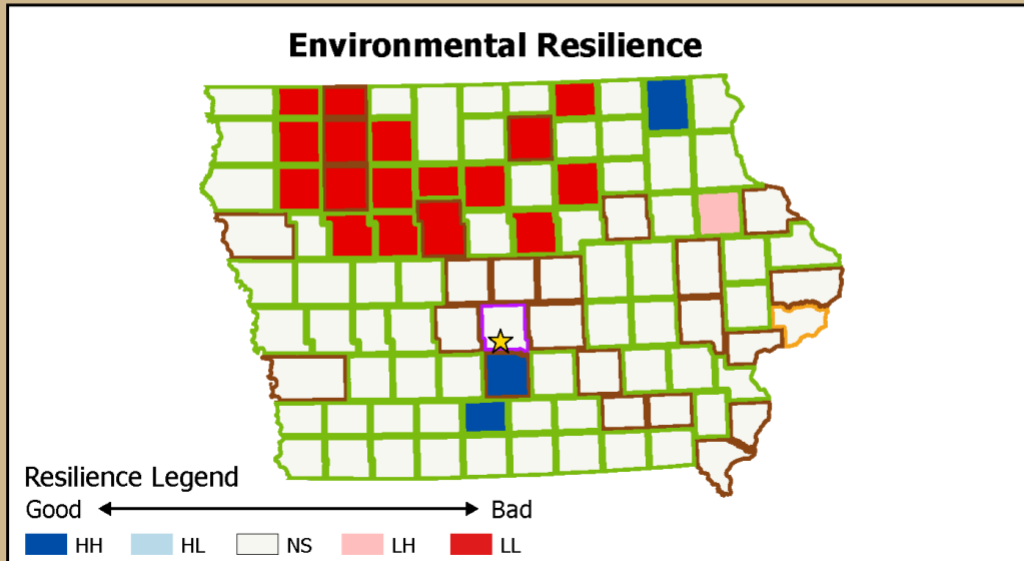 Environmental Resilience
Resilience Legend
Good Bad
HH HL NS LH LL